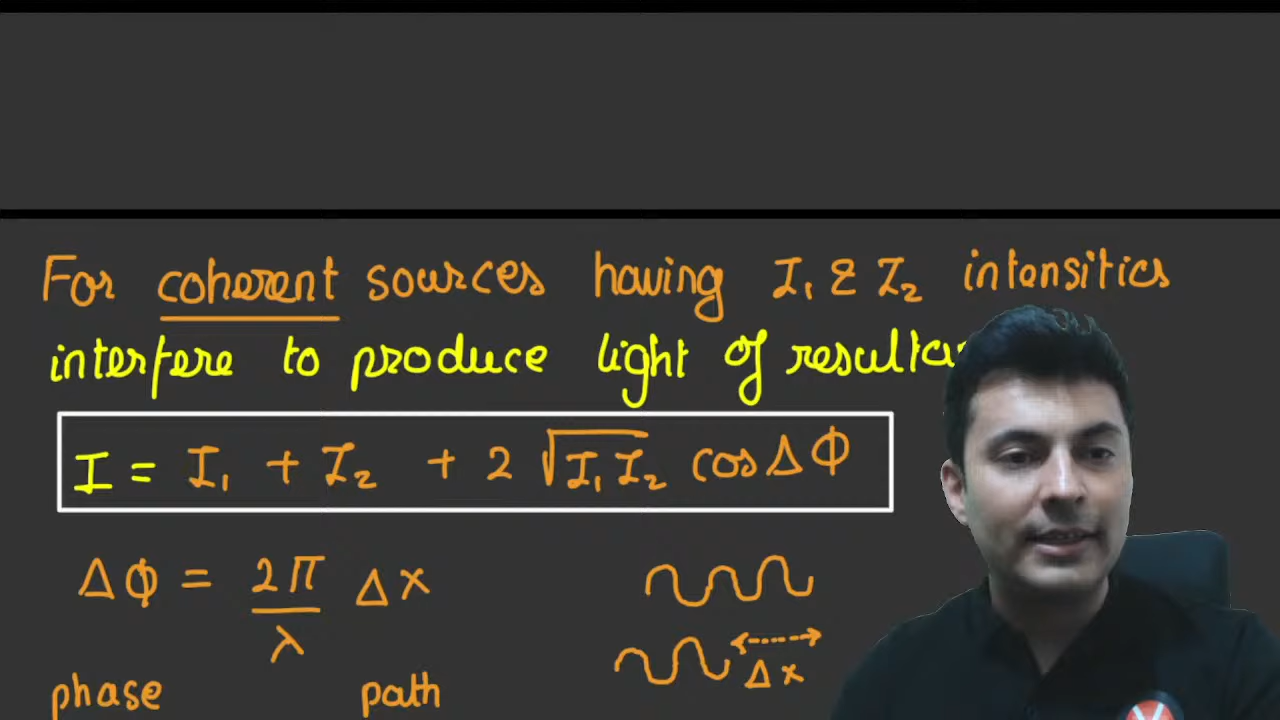 For coherent sources having I₁ & I₂ intensities
interfere to produce light of
I = I₁ + I₂ + 2 √I₁I₂ cos Δϕ
Δϕ = 2π/λ Δx
Δx
phase path